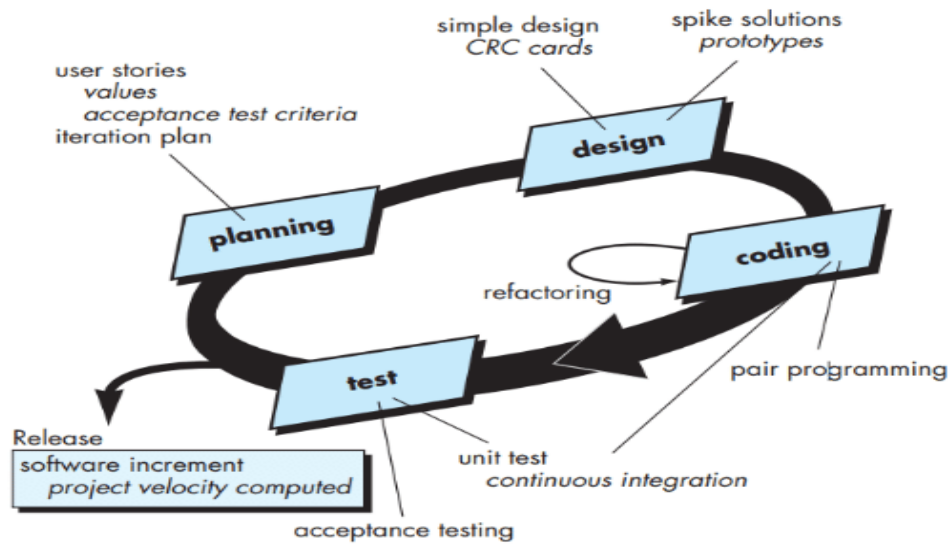 simple design
CRC cards
spike solutions
prototypes
user stories
values
acceptance test criteria
iteration plan
design
planning
coding
refactoring
test
pair programming
Release
software increment
project velocity computed
unit test
continuous integration
acceptance testing